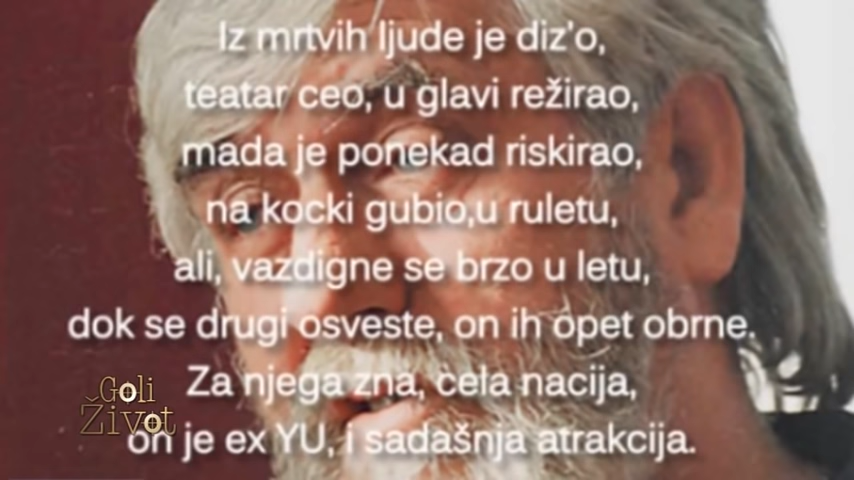 Iz mrtvih ljude je diz'o,
teatar ceo, u glavi režirao,
mada je ponekad riskirao,
na kocki gubio,u ruletu,
ali, vazdigne se brzo u letu,
dok se drugi osveste, on ih opet obrne.
Za njega zna, cela nacija,
on je ex YU, i sadašnja atrakcija.
Goli
Život